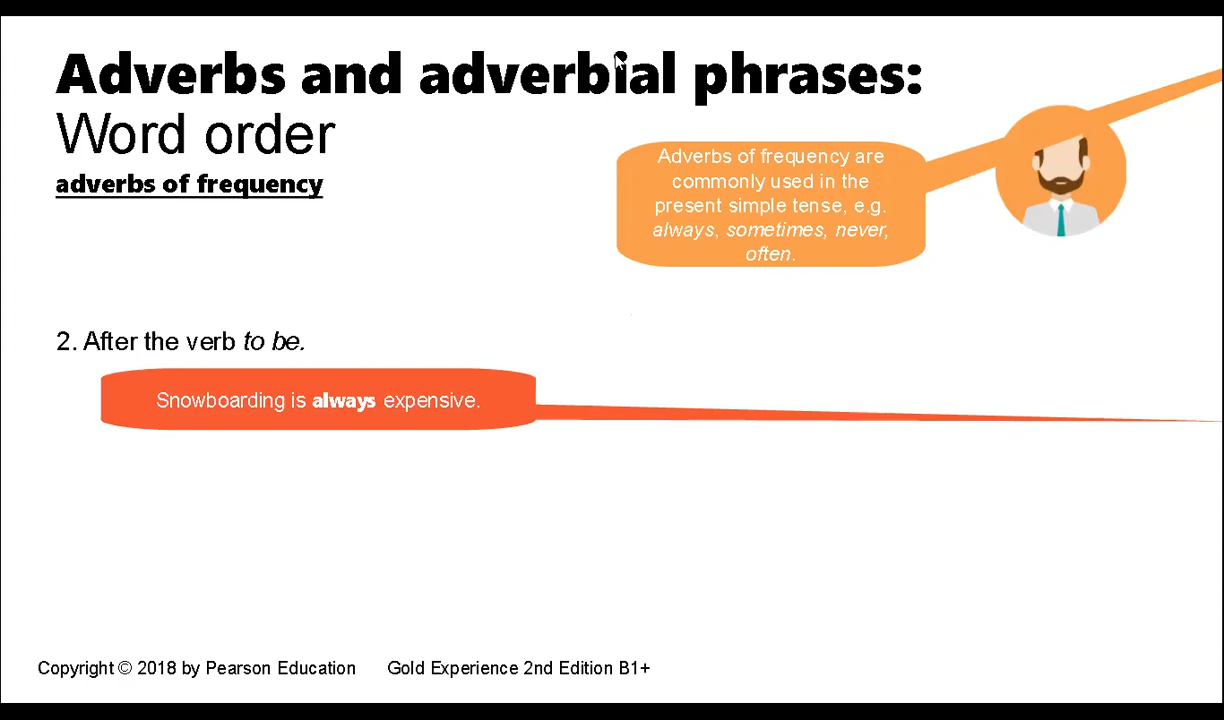 Adverbs and adverbial phrases:
Word order
adverbs of frequency
Adverbs of frequency are
commonly used in the
present simple tense, e.g.
always, sometimes, never,
often.
2. After the verb to be.
Snowboarding is always expensive.
Copyright © 2018 by Pearson Education Gold Experience 2nd Edition B1+